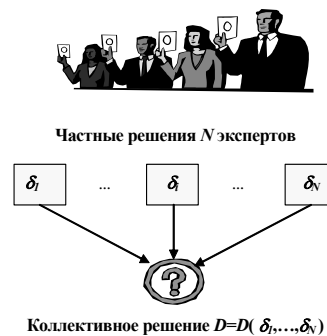 Частные решения N экспертов
δ₁ ... δᵢ ... δN
?
Коллективное решение D=D( δ₁,...,δN)